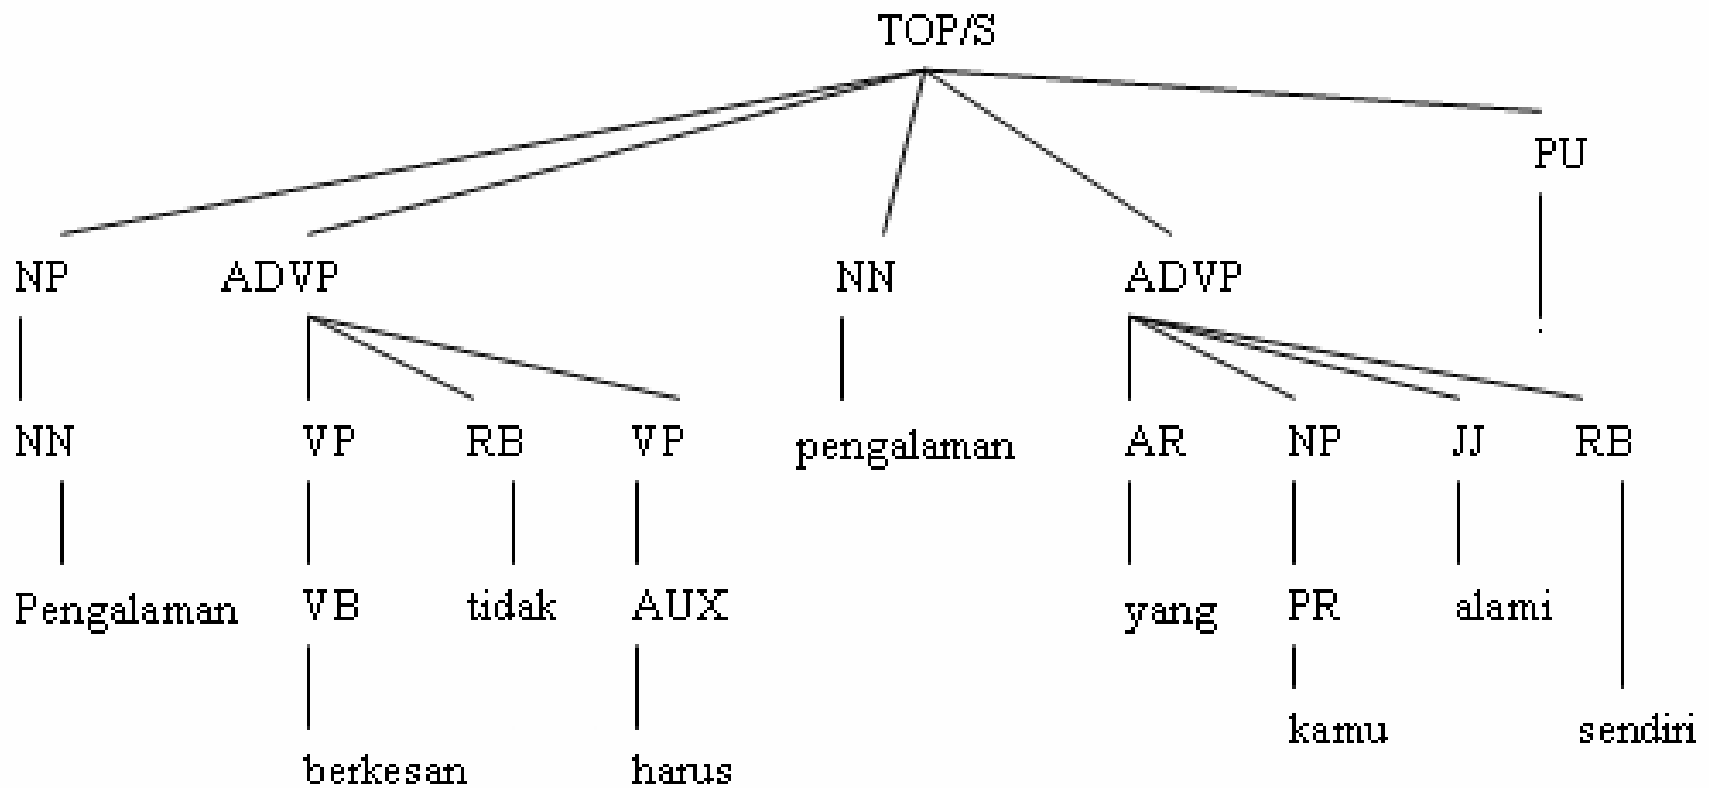 TOP/S
PU
NP ADVP NN ADVP
.
NN VP RB VP pengalaman AR NP JJ RB
Pengalaman VB tidak AUX yang PR alami
kamu sendiri
berkesan harus